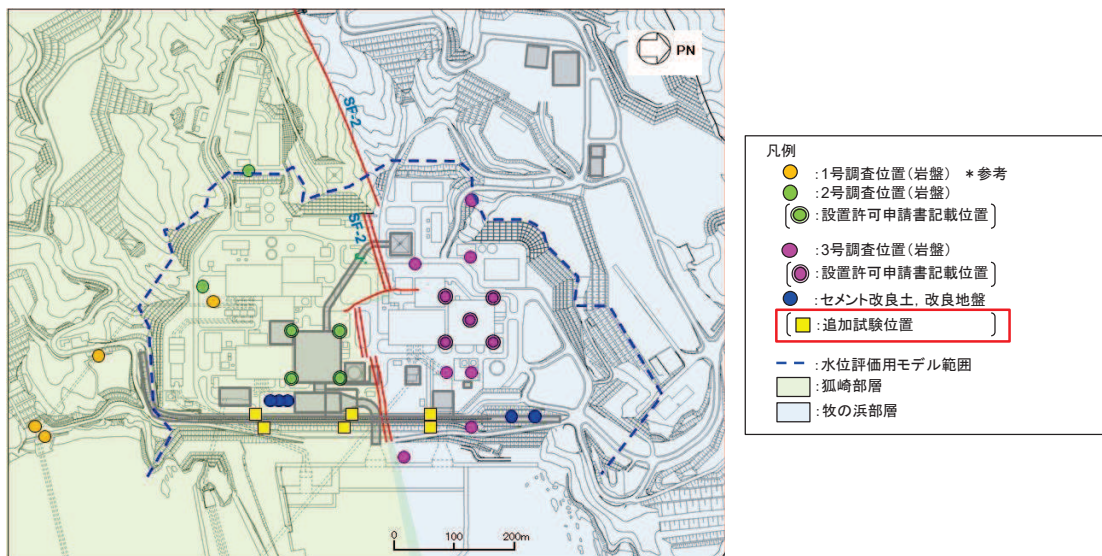 PN
SF-2
SF-2
0 100 200m
凡例
:1号調査位置(岩盤) *参考
:2号調査位置(岩盤)
:設置許可申請書記載位置
:3号調査位置(岩盤)
:設置許可申請書記載位置
:セメント改良土, 改良地盤
:追加試験位置
:水位評価用モデル範囲
:狐崎部層
:牧の浜部層